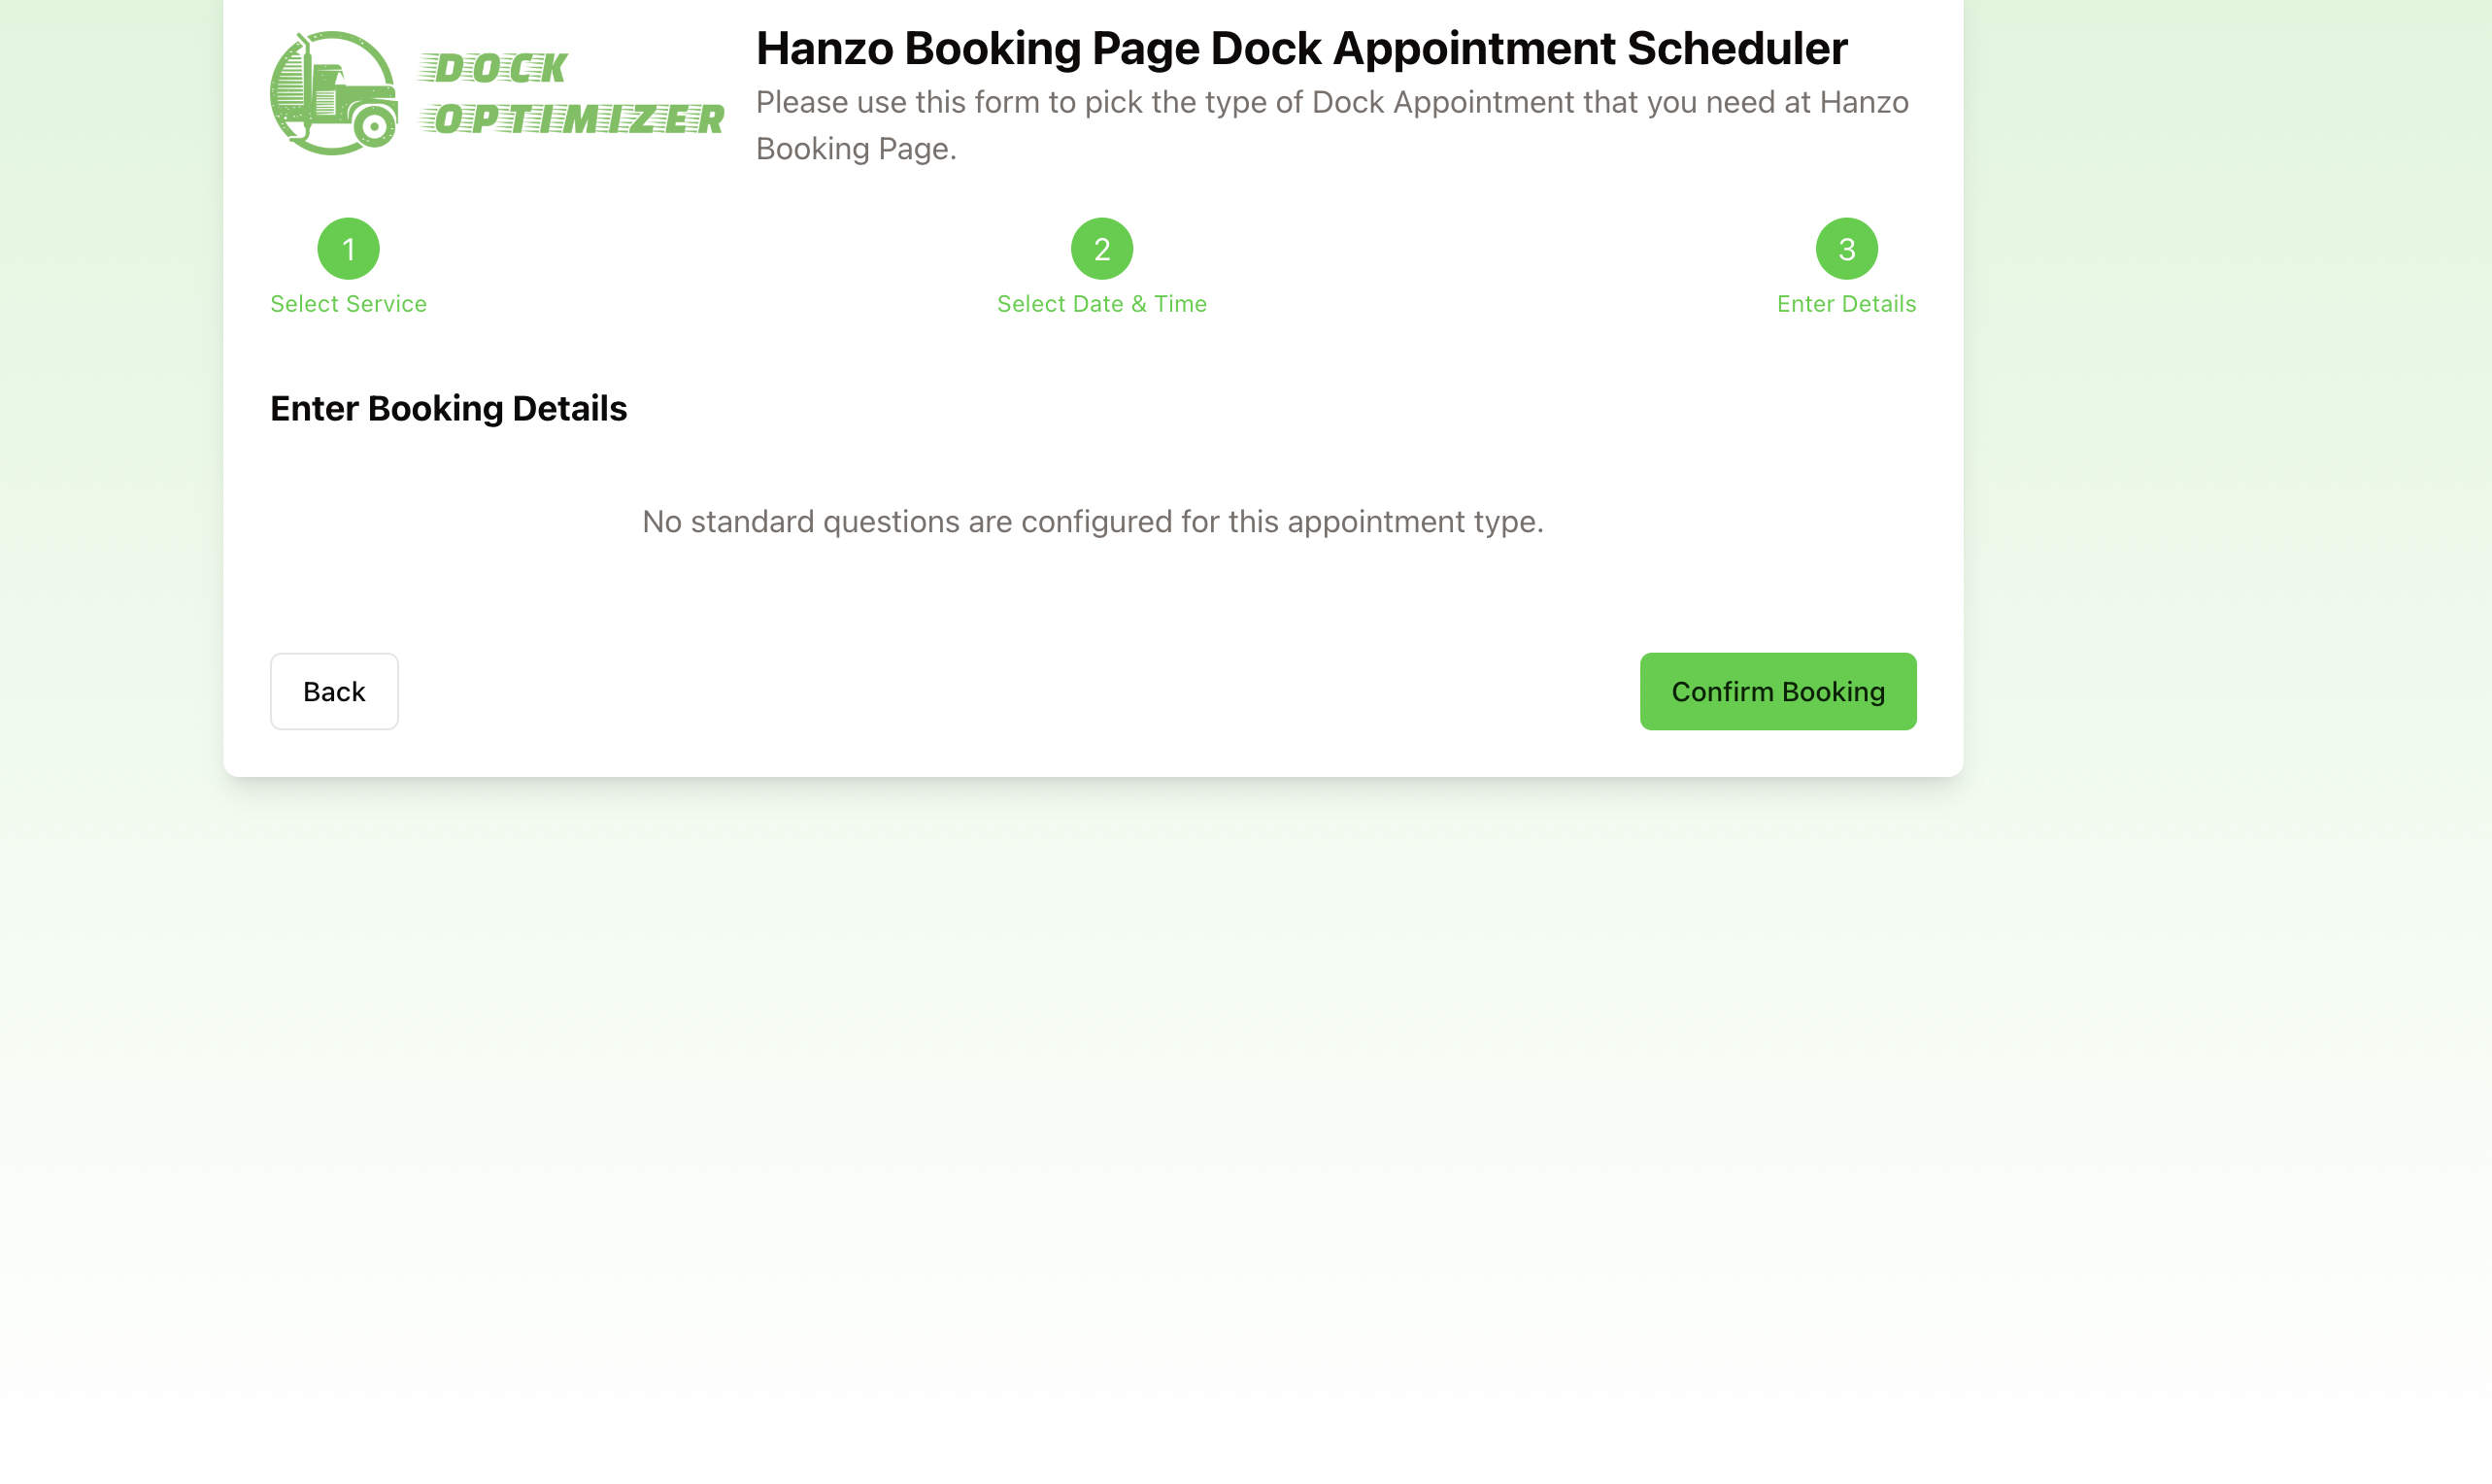 DOCK
OPTIMIZER
Hanzo Booking Page Dock Appointment Scheduler
Please use this form to pick the type of Dock Appointment that you need at Hanzo
Booking Page.
1
2
3
Select Service
Select Date & Time
Enter Details
Enter Booking Details
No standard questions are configured for this appointment type.
Back
Confirm Booking